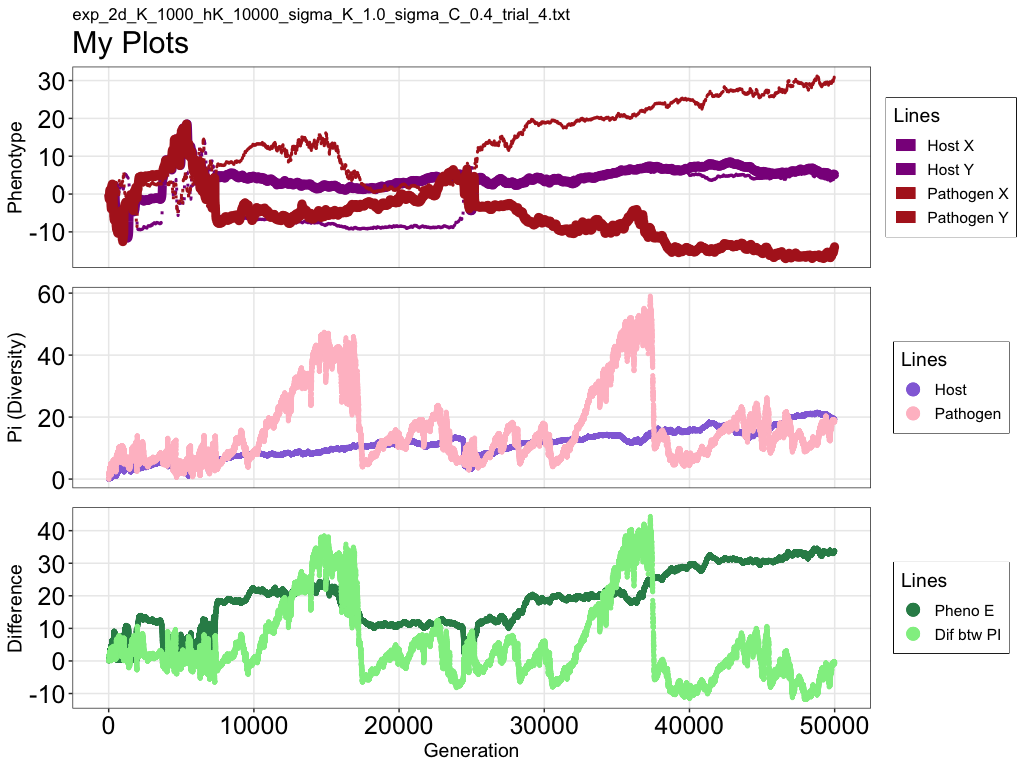 exp_2d_K_1000_hK_10000_sigma_K_1.0_sigma_C_0.4_trial_4.txt
My Plots
Phenotype
30
20
10
0
-10
Lines
Host X
Host Y
Pathogen X
Pathogen Y
Pi (Diversity)
60
40
20
0
Lines
Host
Pathogen
Difference
40
30
20
10
0
-10
Lines
Pheno E
Dif btw PI
0 10000 20000 30000 40000 50000
Generation